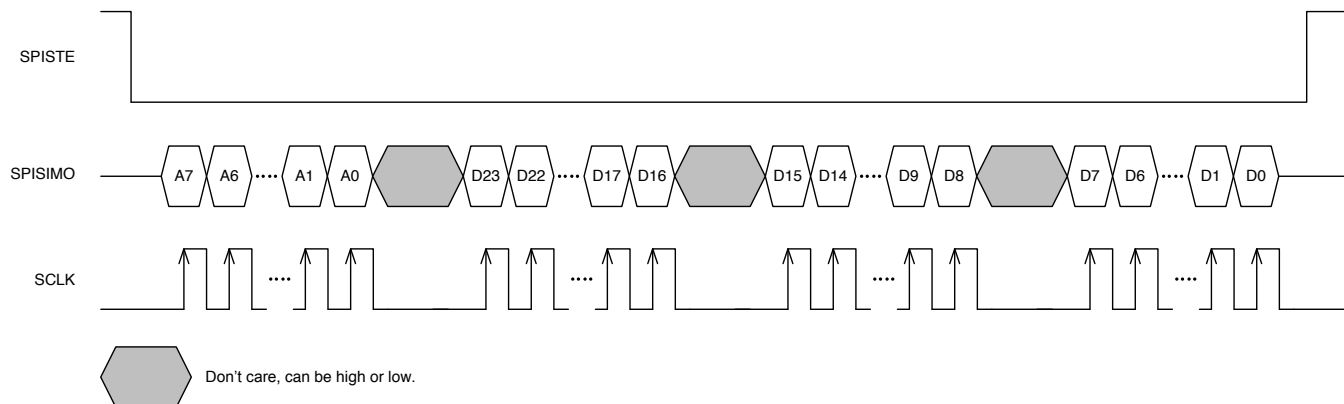 SPISTE
SPISIMO A7 A6 •••• A1 A0 D23 D22 •••• D17 D16 D15 D14 •••• D9 D8 D7 D6 •••• D1 D0
SCLK •••• •••• •••• ••••
Don't care, can be high or low.